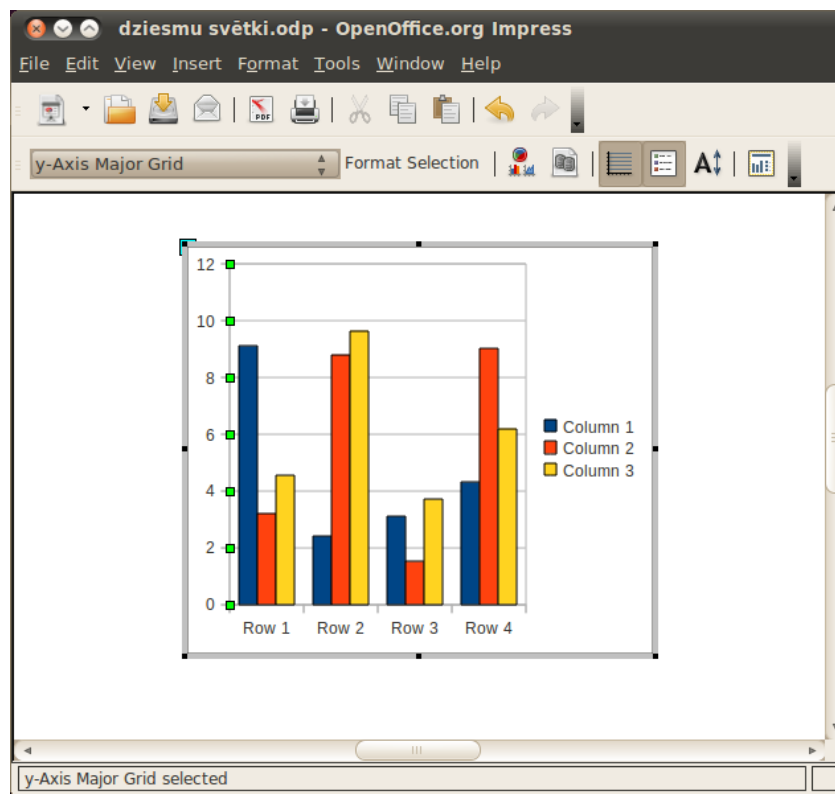 dziesmu svētki.odp - OpenOffice.org Impress
File Edit View Insert Format Tools Window Help
PDF
y-Axis Major Grid Format Selection A
12
10
8
6
4
2
0
Row 1 Row 2 Row 3 Row 4
Column 1
Column 2
Column 3
y-Axis Major Grid selected